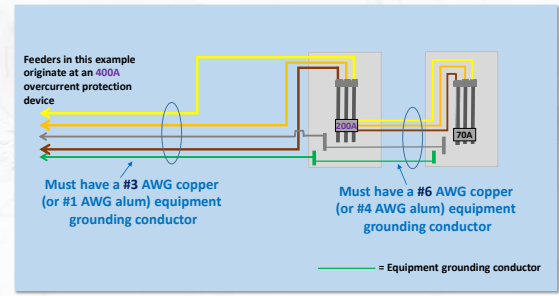 Feeders in this example
originate at an 400A
overcurrent protection
device
200A
70A
Must have a #3 AWG copper
(or #1 AWG alum) equipment
grounding conductor
Must have a #6 AWG copper
(or #4 AWG alum) equipment
grounding conductor
= Equipment grounding conductor